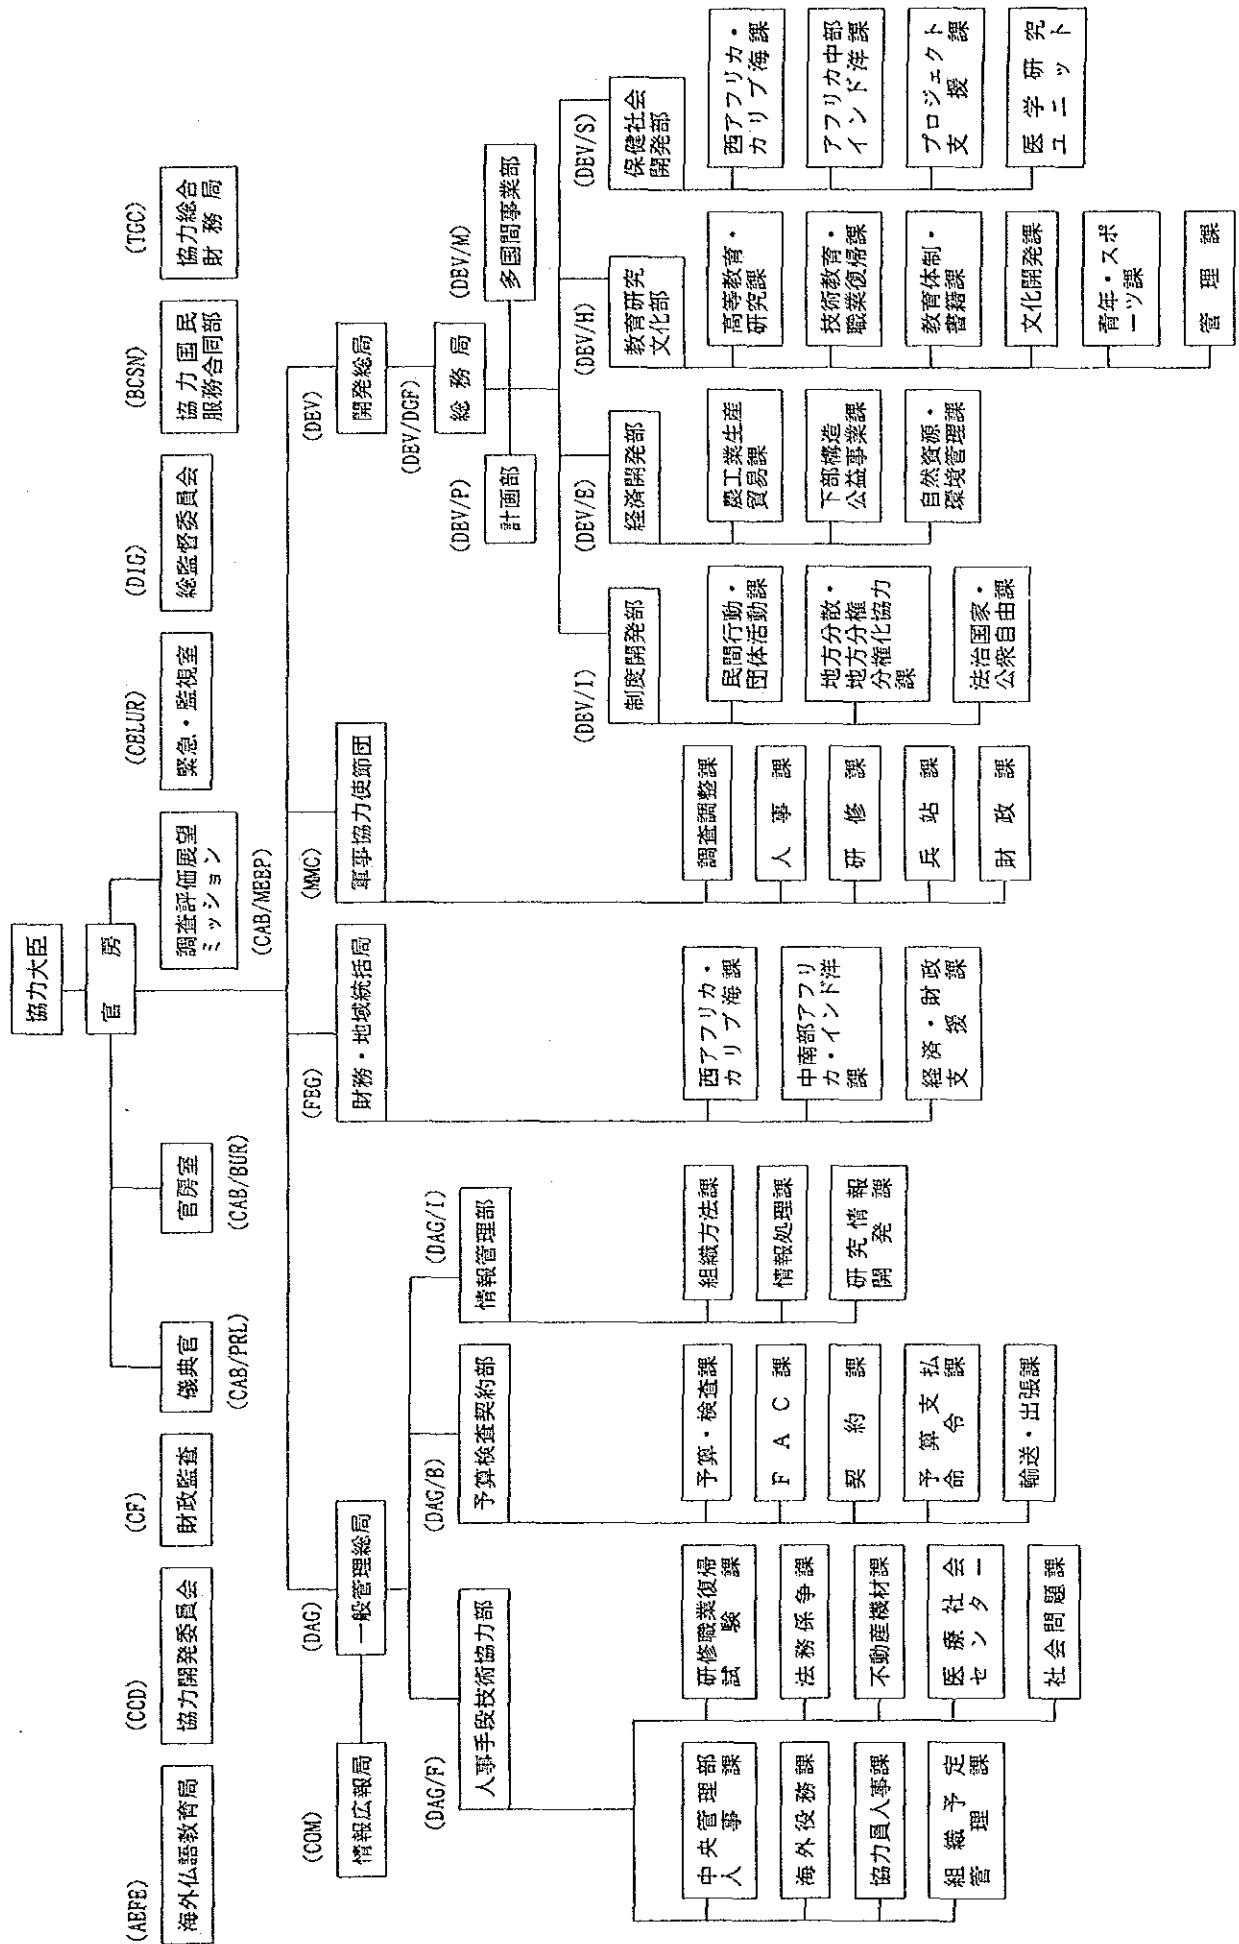 協力大臣
官房
儀典官
(CAB/PRL)
官房室
(CAB/BUR)
調査評価展望
ミッション
(CAB/MEEP)
(AEFE)
海外仏語教育局
(CCD)
協力開発委員会
(CF)
財政監査
(CELUR)
緊急・監視室
(DIG)
総監督委員会
(BCSN)
協力国民
服務合同部
(TGC)
協力総合
財務局
(COM)
情報広報局
(DAG)
一般管理総局
(FEG)
財務・地域統括局
(MMC)
軍事協力使節団
(DEV)
開発総局
(DEV/DGF)
総務局
(DEV/P)
計画部
(DEV/M)
多国間事業部
(DAG/F)
人事手段技術協力部
(DAG/B)
予算検査契約部
(DAG/I)
情報管理部
(DEV/I)
制度開発部
(DEV/E)
経済開発部
(DEV/H)
教育研究
文化部
(DEV/S)
保健社会
開発部
中央管理部
人事課
海外役務課
協力員人事課
組織予定
管理課
研修職業復帰
試験課
法務係争課
不動産機材課
医療社会
センター
社会問題課
予算・検査課
FAC課
契約課
予算支払
命令課
輸送・出張課
組織方法課
情報処理課
研究情報
開発課
西アフリカ・
カリブ海課
中南部アフリ
カ・インド洋
課
経済・財政
支援課
調査調整課
人事課
研修課
兵站課
財政課
民間行動・
団体活動課
地方分散・
地方分権
分権化協力
課
法治国家・
公衆自由課
農工業生産
貿易課
下部構造
公益事業課
自然資源・
環境管理課
高等教育・
研究課
技術教育・
職業復帰課
教育体制・
書籍課
文化開発課
青年・スポ
ーツ課
管理課
西アフリカ・
カリブ海課
アフリカ中部
インド洋課
プロジェクト
支援課
医学研究
ユニット